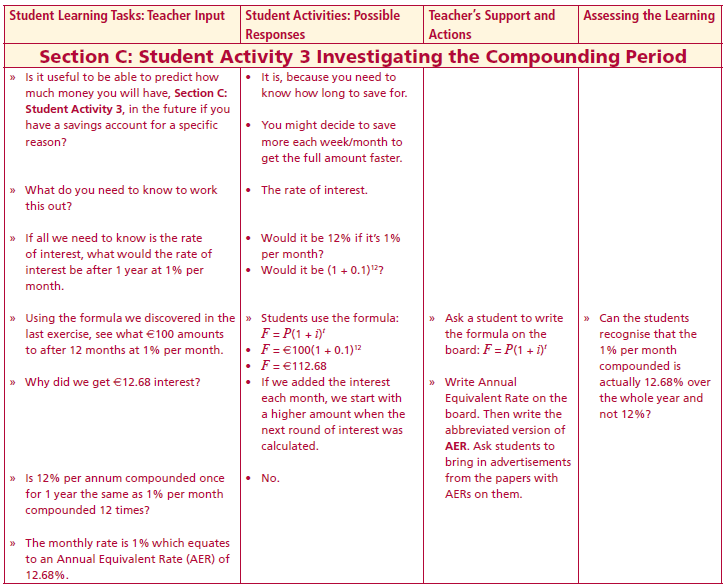 Student Learning Tasks: Teacher Input
Student Activities: Possible
Responses
Teacher's Support and
Actions
Assessing the Learning
Section C: Student Activity 3 Investigating the Compounding Period
» Is it useful to be able to predict how
much money you will have, Section C:
Student Activity 3, in the future if you
have a savings account for a specific
reason?
» What do you need to know to work
this out?
» If all we need to know is the rate
of interest, what would the rate of
interest be after 1 year at 1% per
month.
» Using the formula we discovered in the
last exercise, see what €100 amounts
to after 12 months at 1% per month.
» Why did we get €12.68 interest?
» Is 12% per annum compounded once
for 1 year the same as 1% per month
compounded 12 times?
» The monthly rate is 1% which equates
to an Annual Equivalent Rate (AER) of
12.68%.
• It is, because you need to
know how long to save for.
• You might decide to save
more each week/month to
get the full amount faster.
• The rate of interest.
• Would it be 12% if it's 1%
per month?
• Would it be (1 + 0.1)¹²?
» Students use the formula:
F = P(1 + i)ᵗ
• F = €100(1 + 0.1)¹²
• F = €112.68
• If we added the interest
each month, we start with
a higher amount when the
next round of interest was
calculated.
• No.
» Ask a student to write
the formula on the
board: F = P(1 + i)ᵗ
» Write Annual
Equivalent Rate on the
board. Then write the
abbreviated version of
AER. Ask students to
bring in advertisements
from the papers with
AERs on them.
» Can the students
recognise that the
1% per month
compounded is
actually 12.68% over
the whole year and
not 12%?